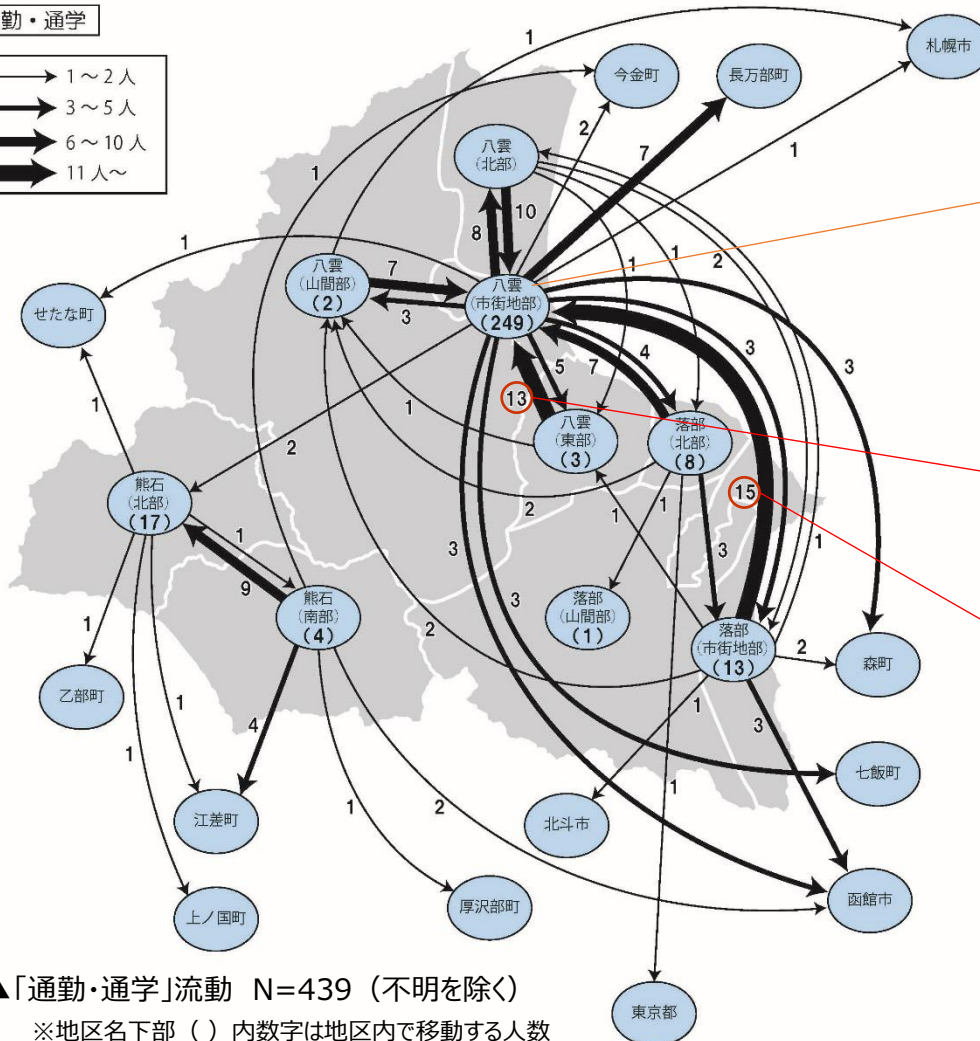 勤・通学
1～2人
3～5人
6～10人
11人～
札幌市
今金町
長万部町
八雲
(北部)
八雲
(山間部)
(2)
八雲
(市街地部)
(249)
せたな町
八雲
(東部)
(3)
落部
(北部)
(8)
熊石
(北部)
(17)
熊石
(南部)
(4)
落部
(山間部)
(1)
落部
(市街地部)
(13)
森町
乙部町
七飯町
江差町
北斗市
上ノ国町
厚沢部町
函館市
東京都
1
1
2
7
1
8
10
1
7
3
1
1
2
5
7
4
3
3
13
1
1
2
2
15
1
1
3
3
3
1
1
9
2
2
1
1
4
3
1
1
1
2
1
▲「通勤・通学」流動 N=439（不明を除く）
※地区名下部（ ）内数字は地区内で移動する人数